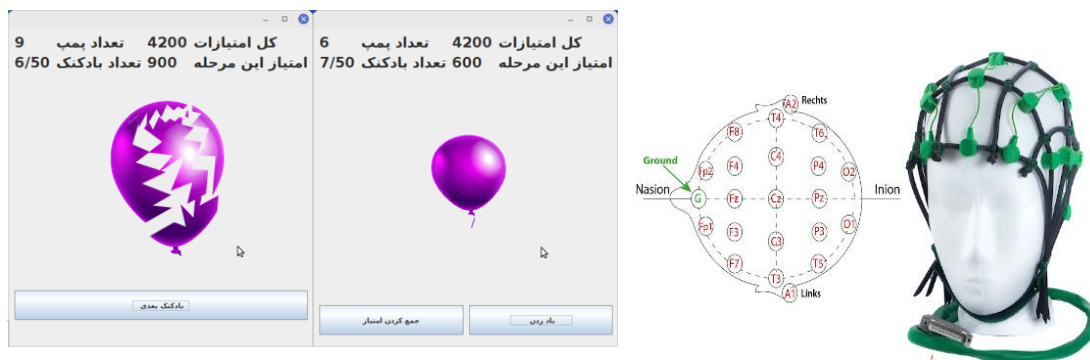 کل امتیازات 4200 تعداد پمپ 9
امتیاز این مرحله 900 تعداد بادکنک 6/50
بادکنک بعدی
کل امتیازات 4200 تعداد پمپ 6
امتیاز این مرحله 600 تعداد بادکنک 7/50
جمع کردن امتیاز
باد زدن
A2 Rechts
T4
F8 T6
Ground
C4
Fp2 F4 P4 O2
Nasion Inion
G Fz Cz Pz
Fp1 F3 C3 P3 O1
F7 T5
T3
A1 Links